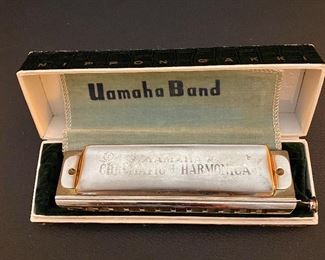 NIPPON GAKKI
Yamaha Band
YAMAHA
CHROMATIC HARMONICA